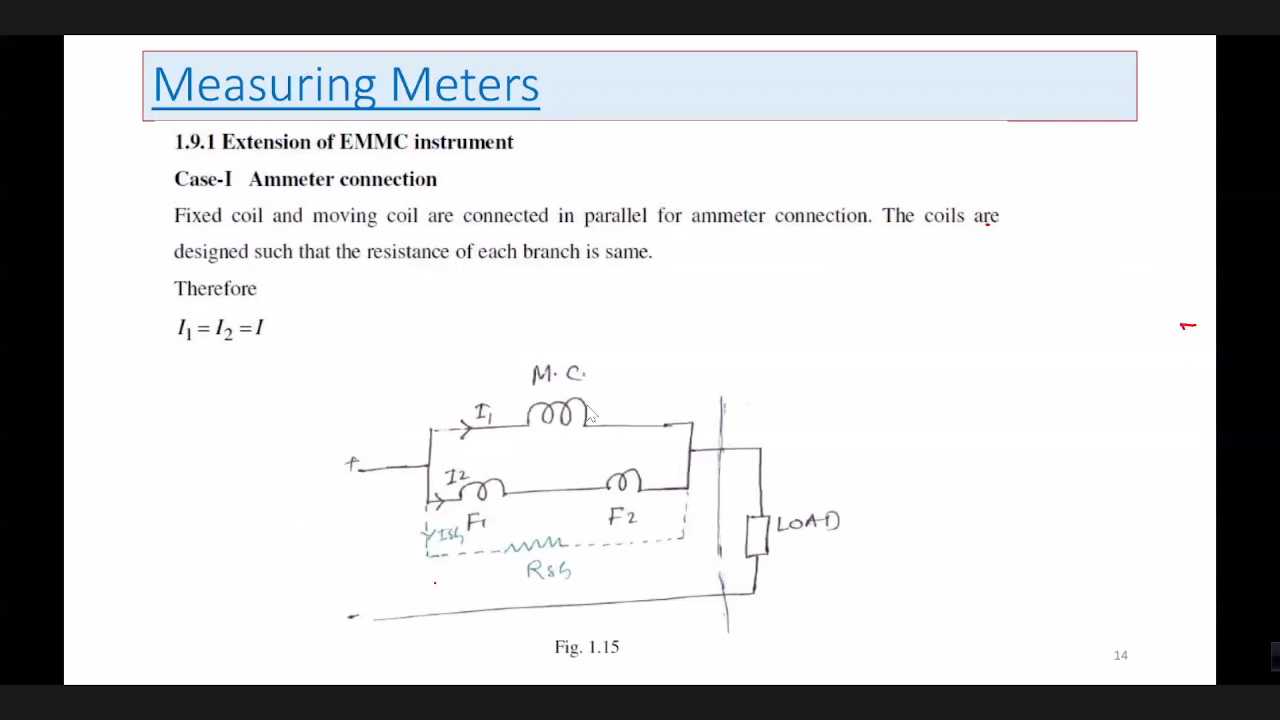 Measuring Meters
1.9.1 Extension of EMMC instrument
Case-I Ammeter connection
Fixed coil and moving coil are connected in parallel for ammeter connection. The coils are
designed such that the resistance of each branch is same.
Therefore
I₁ = I₂ = I
M. C.
I₁
+
I2
F1
F2
Ish
Rsh
LOAD
-
Fig. 1.15
14